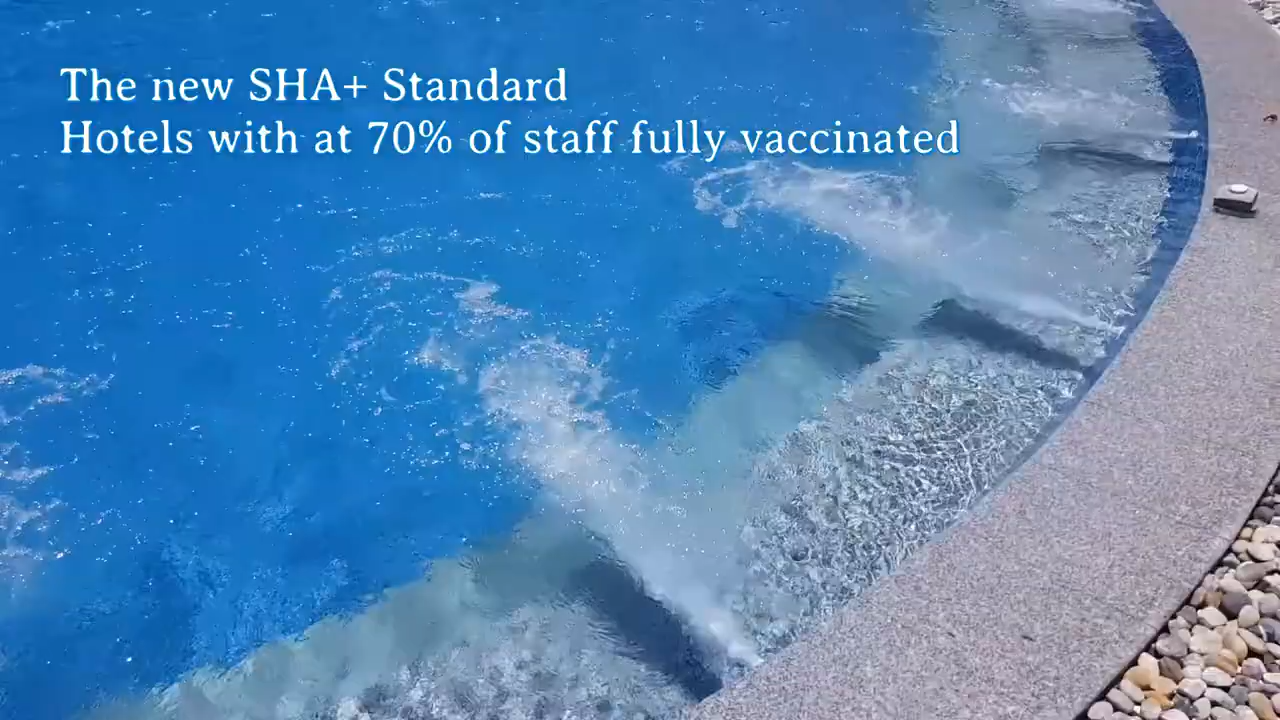 The new SHA+ Standard
Hotels with at 70% of staff fully vaccinated